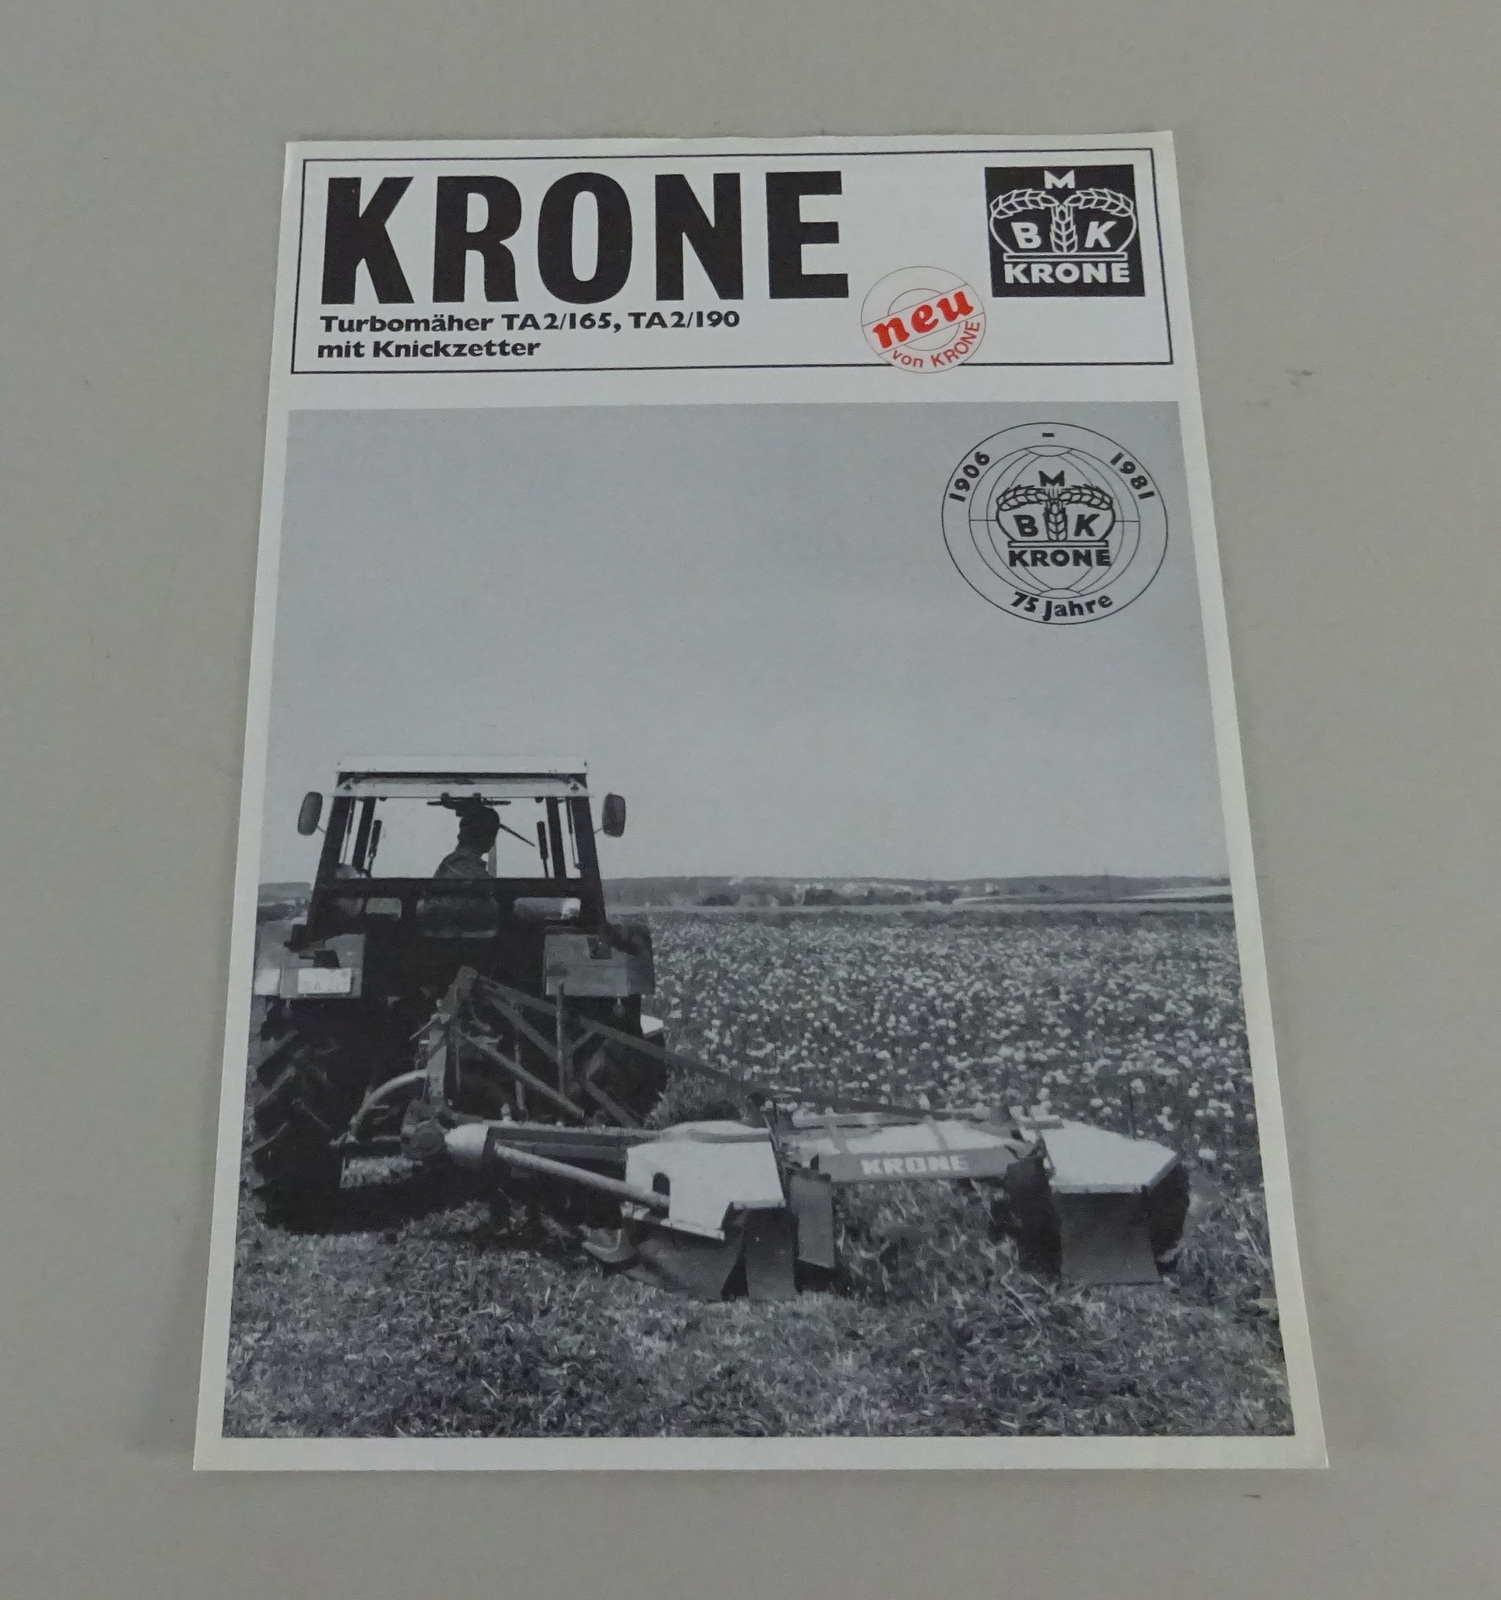 KRONE
Turbomäher TA2/165, TA2/190
mit Knickzetter
neu
von KRONE
M
B K
KRONE
1906 - 1981
M
B K
KRONE
75 Jahre
KRONE